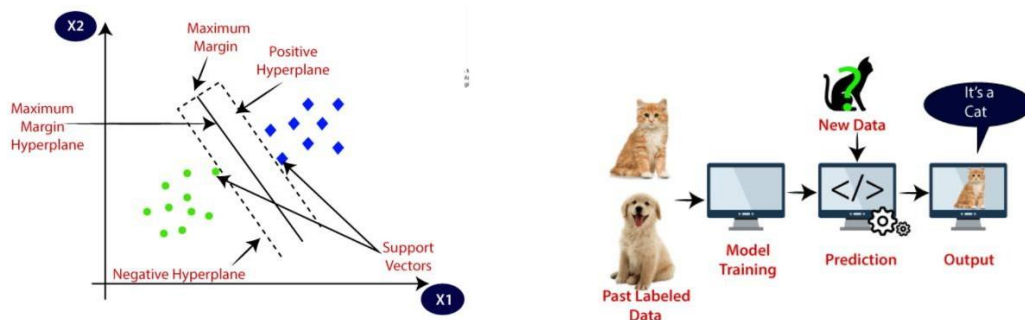 X2
Maximum
Margin
Positive
Hyperplane
Maximum
Margin
Hyperplane
Support
Vectors
Negative Hyperplane
X1
?
New Data
It's a
Cat
</>
Model
Training
Prediction
Output
Past Labeled
Data